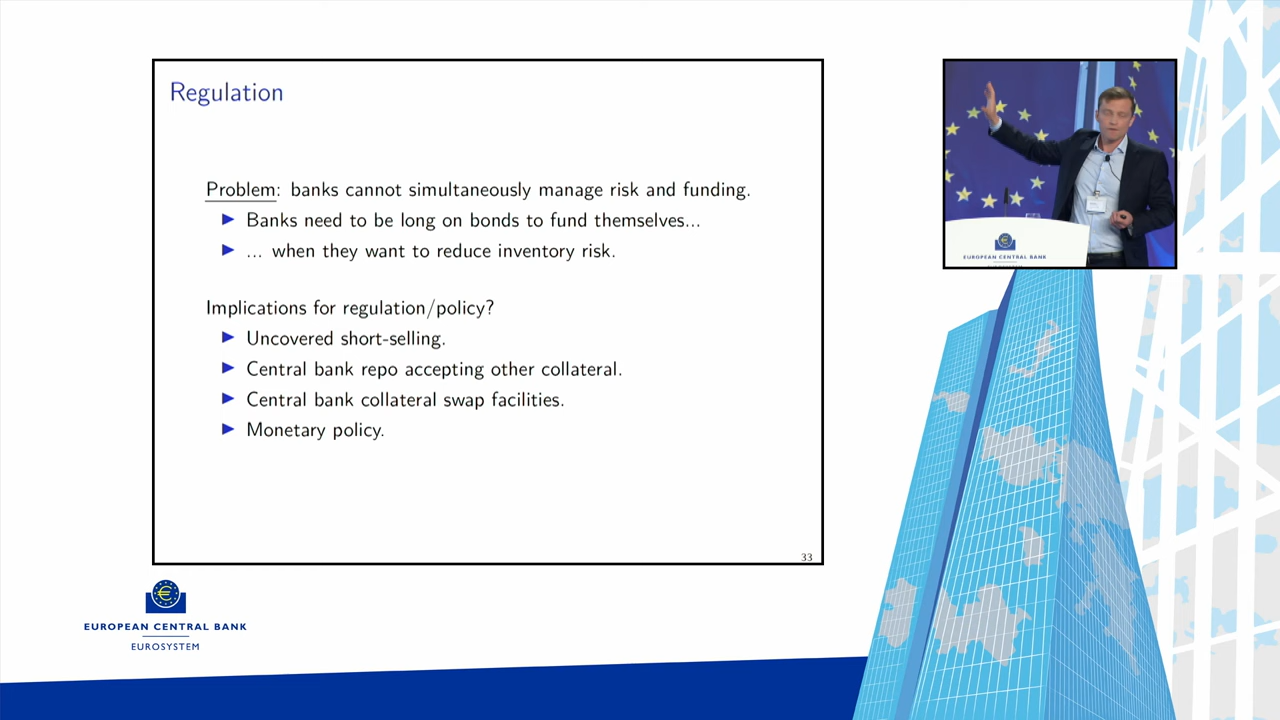 Regulation
Problem: banks cannot simultaneously manage risk and funding.
▶ Banks need to be long on bonds to fund themselves...
▶ ... when they want to reduce inventory risk.
Implications for regulation/policy?
▶ Uncovered short-selling.
▶ Central bank repo accepting other collateral.
▶ Central bank collateral swap facilities.
▶ Monetary policy.
33
EUROPEAN CENTRAL BANK
EUROPEAN CENTRAL BANK
EUROSYSTEM